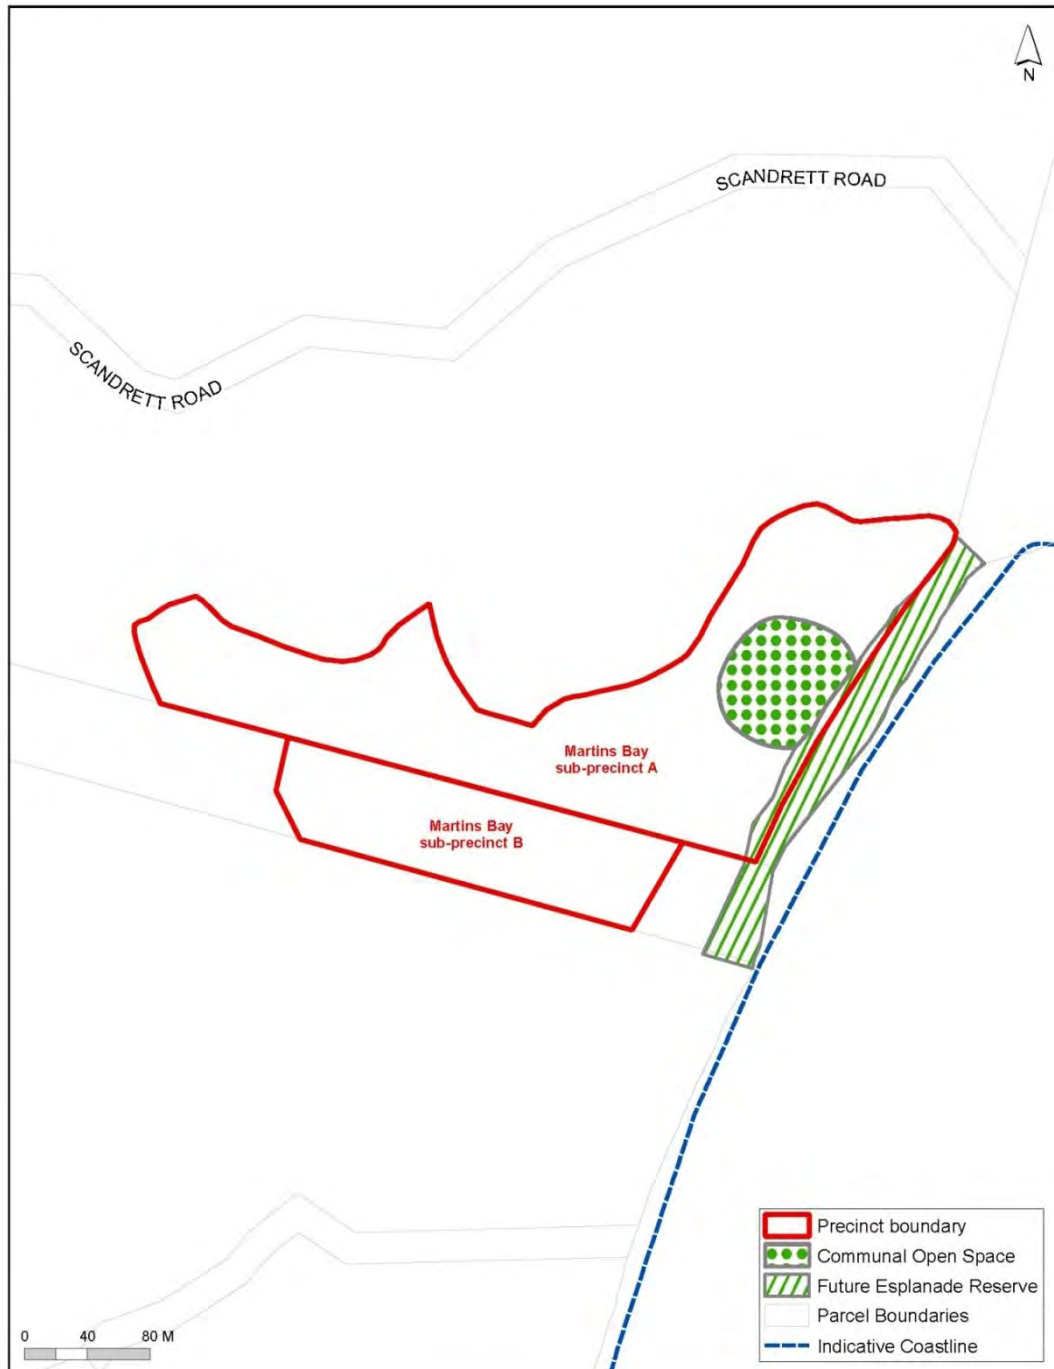 N
SCANDRETT ROAD
SCANDRETT ROAD
Martins Bay
sub-precinct A
Martins Bay
sub-precinct B
Precinct boundary
Communal Open Space
Future Esplanade Reserve
Parcel Boundaries
Indicative Coastline
0 40 80 M